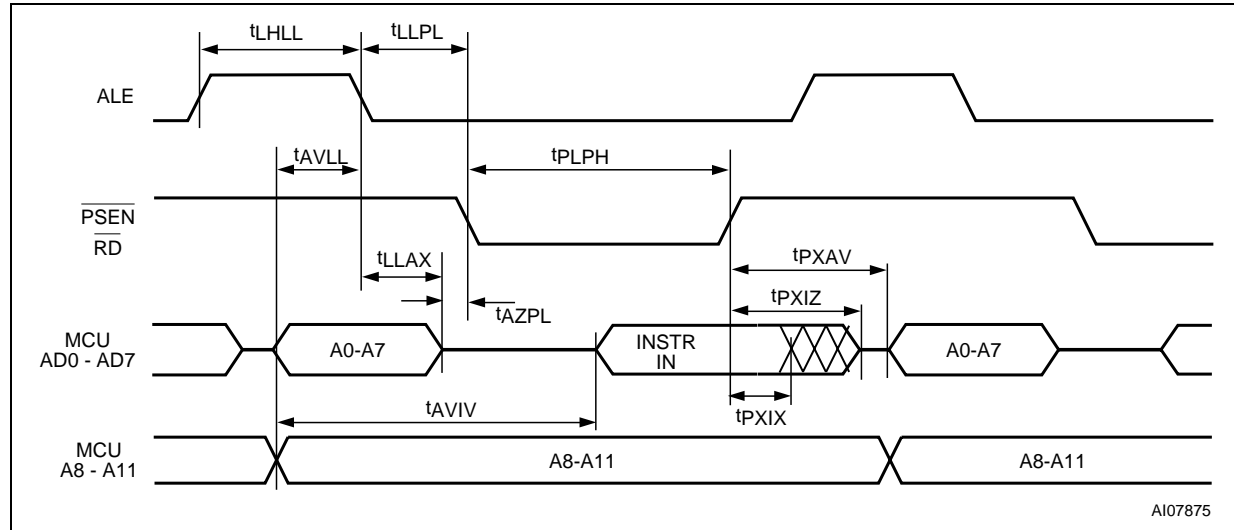 tLHLL
tLLPL
ALE
tAVLL
tPLPH
PSEN
RD
tLLAX
tPXAV
tPXIZ
tAZPL
MCU
AD0 - AD7
A0-A7
INSTR
IN
A0-A7
tAVIV
tPXIX
MCU
A8 - A11
A8-A11
A8-A11
AI07875